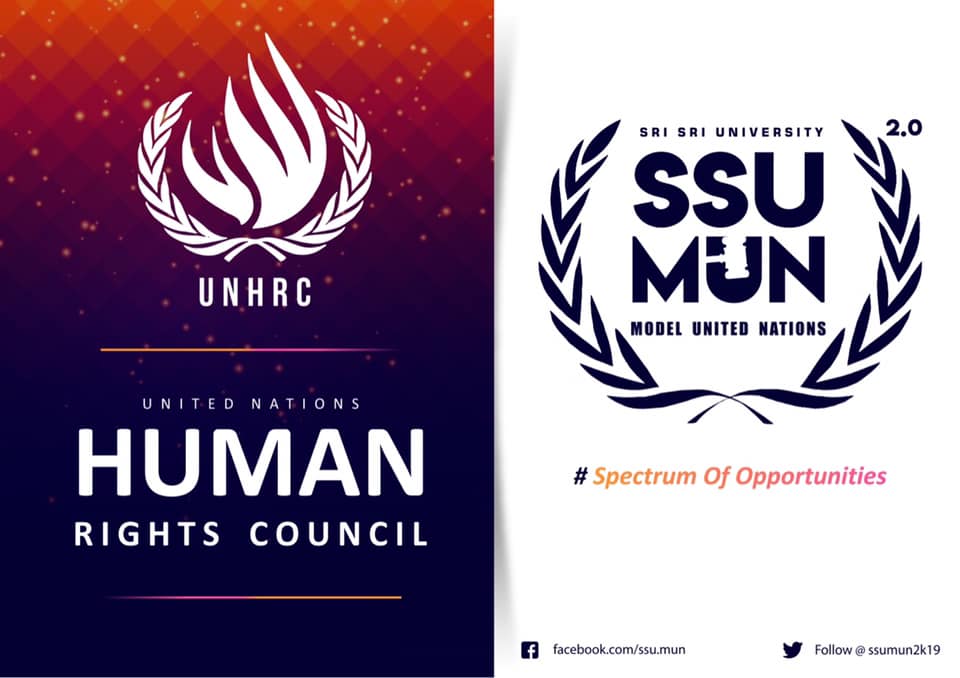 UNHRC
UNITED NATIONS
HUMAN
RIGHTS COUNCIL
SRI SRI UNIVERSITY
2.0
SSU
MUN
MODEL UNITED NATIONS
# Spectrum Of Opportunities
facebook.com/ssu.mun
Follow @ ssumun2k19